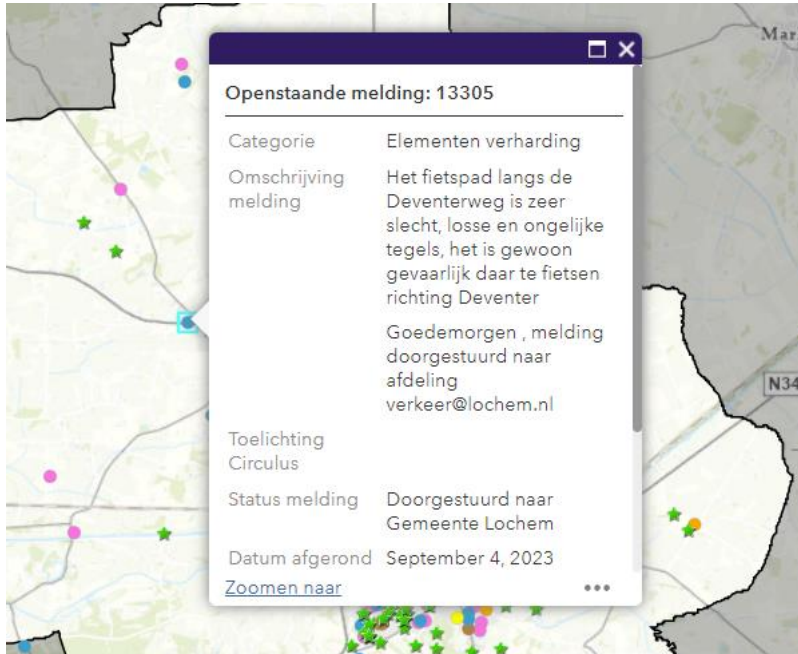 Mar
Openstaande melding: 13305
Categorie
Elementen verharding
Omschrijving
melding
Het fietspad langs de
Deventerweg is zeer
slecht, losse en ongelijke
tegels, het is gewoon
gevaarlijk daar te fietsen
richting Deventer
Goedemorgen , melding
doorgestuurd naar
afdeling
verkeer@lochem.nl
Toelichting
Circulus
Status melding
Doorgestuurd naar
Gemeente Lochem
Datum afgerond
September 4, 2023
Zoomen naar
N34